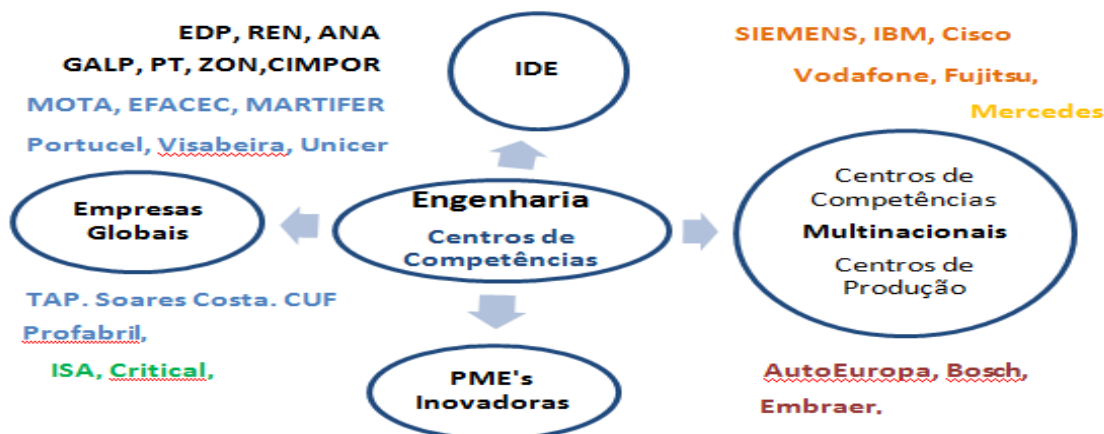 EDP, REN, ANA
GALP, PT, ZON,CIMPOR
MOTA, EFACEC, MARTIFER
Portucel, Visabeira, Unicer
IDE
SIEMENS, IBM, Cisco
Vodafone, Fujitsu,
Mercedes
Empresas
Globais
Engenharia
Centros de
Competências
Centros de
Competências
Multinacionais
Centros de
Produção
TAP. Soares Costa. CUF
Profabril,
ISA, Critical,
PME's
Inovadoras
AutoEuropa, Bosch,
Embraer.